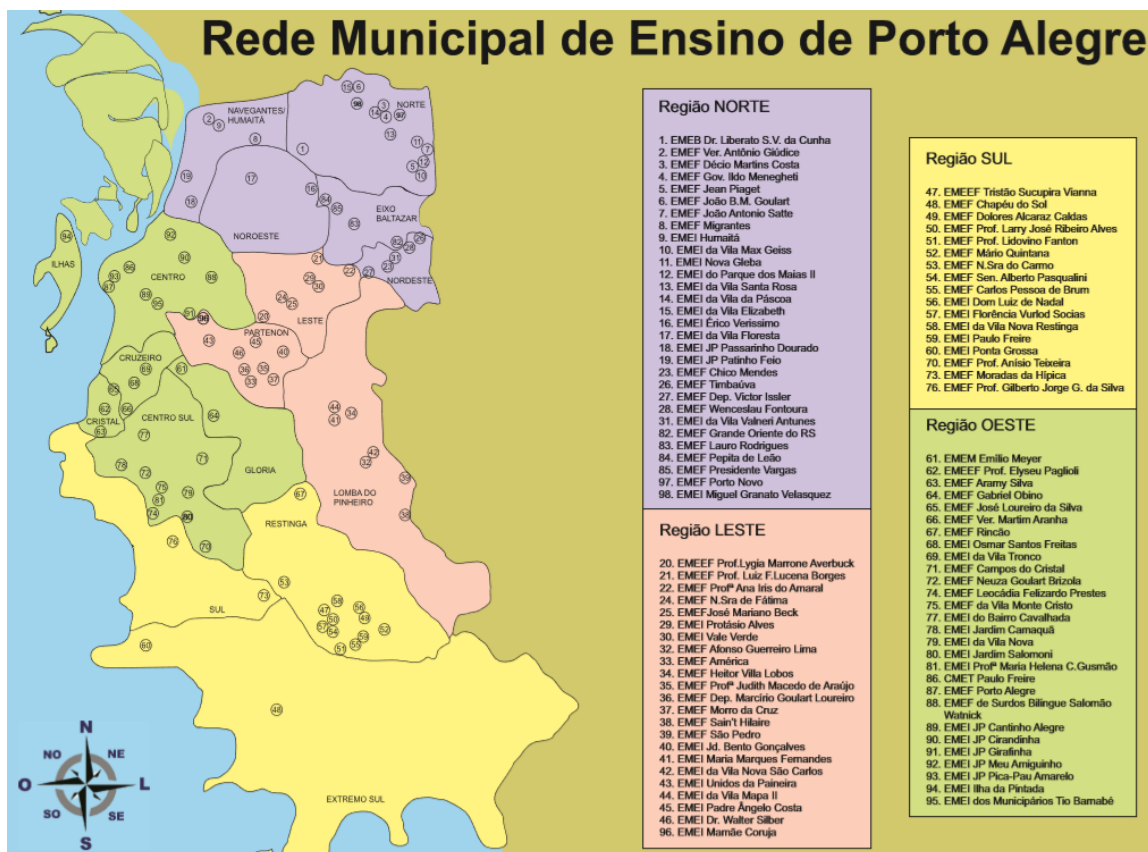 Rede Municipal de Ensino de Porto Alegre
NAVEGANTES/
HUMAITÁ
NORTE
NOROESTE
EIXO
BALTAZAR
NORDESTE
ILHAS
CENTRO
LESTE
PARTENON
CRUZEIRO
CRISTAL
CENTRO SUL
GLORIA
LOMBA DO
PINHEIRO
RESTINGA
SUL
EXTREMO SUL
N
NO
NE
O
L
SO
SE
S
Região NORTE
1. EMEB Dr. Liberato S.V. da Cunha
2. EMEF Ver. Antônio Giúdice
3. EMEF Décio Martins Costa
4. EMEF Gov. Ildo Menegheti
5. EMEF Jean Piaget
6. EMEF João B.M. Goulart
7. EMEF João Antonio Satte
8. EMEF Migrantes
9. EMEI Humaitá
10. EMEI da Vila Max Geiss
11. EMEI Nova Gleba
12. EMEI do Parque dos Maias II
13. EMEI da Vila Santa Rosa
14. EMEI da Vila da Páscoa
15. EMEI da Vila Elizabeth
16. EMEI Érico Verissimo
17. EMEI da Vila Floresta
18. EMEI JP Passarinho Dourado
19. EMEI JP Patinho Feio
23. EMEF Chico Mendes
26. EMEF Timbaúva
27. EMEF Dep. Victor Issler
28. EMEF Wenceslau Fontoura
31. EMEI da Vila Valneri Antunes
82. EMEF Grande Oriente do RS
83. EMEF Lauro Rodrigues
84. EMEF Pepita de Leão
85. EMEF Presidente Vargas
97. EMEF Porto Novo
98. EMEI Miguel Granato Velasquez
Região LESTE
20. EMEEF Prof.Lygia Marrone Averbuck
21. EMEEF Prof. Luiz F.Lucena Borges
22. EMEF Profª Ana Iris do Amaral
24. EMEF N.Sra de Fátima
25. EMEFJosé Mariano Beck
29. EMEI Protásio Alves
30. EMEI Vale Verde
32. EMEF Afonso Guerreiro Lima
33. EMEF América
34. EMEF Heitor Villa Lobos
35. EMEF Profª Judith Macedo de Araújo
36. EMEF Dep. Marcírio Goulart Loureiro
37. EMEF Morro da Cruz
38. EMEF Sain't Hilaire
39. EMEF São Pedro
40. EMEI Jd. Bento Gonçalves
41. EMEI Maria Marques Fernandes
42. EMEI da Vila Nova São Carlos
43. EMEI Unidos da Paineira
44. EMEI da Vila Mapa II
45. EMEI Padre Ângelo Costa
46. EMEI Dr. Walter Silber
96. EMEI Mamãe Coruja
Região SUL
47. EMEEF Tristão Sucupira Vianna
48. EMEF Chapéu do Sol
49. EMEF Dolores Alcaraz Caldas
50. EMEF Prof. Larry José Ribeiro Alves
51. EMEF Prof. Lidovino Fanton
52. EMEF Mário Quintana
53. EMEF N.Sra do Carmo
54. EMEF Sen. Alberto Pasqualini
55. EMEF Carlos Pessoa de Brum
56. EMEI Dom Luiz de Nadal
57. EMEI Florência Vurlod Socias
58. EMEI da Vila Nova Restinga
59. EMEI Paulo Freire
60. EMEI Ponta Grossa
70. EMEF Prof. Anísio Teixeira
73. EMEF Moradas da Hípica
76. EMEF Prof. Gilberto Jorge G. da Silva
Região OESTE
61. EMEM Emílio Meyer
62. EMEEF Prof. Elyseu Paglioli
63. EMEF Aramy Silva
64. EMEF Gabriel Obino
65. EMEF José Loureiro da Silva
66. EMEF Ver. Martim Aranha
67. EMEF Rincão
68. EMEI Osmar Santos Freitas
69. EMEI da Vila Tronco
71. EMEF Campos do Cristal
72. EMEF Neuza Goulart Brizola
74. EMEF Leocádia Felizardo Prestes
75. EMEF da Vila Monte Cristo
77. EMEI do Bairro Cavalhada
78. EMEI Jardim Camaquã
79. EMEI da Vila Nova
80. EMEI Jardim Salomoni
81. EMEI Profª Maria Helena C.Gusmão
86. CMET Paulo Freire
87. EMEF Porto Alegre
88. EMEF de Surdos Bilingue Salomão
Watnick
89. EMEI JP Cantinho Alegre
90. EMEI JP Cirandinha
91. EMEI JP Girafinha
92. EMEI JP Meu Amiguinho
93. EMEI JP Pica-Pau Amarelo
94. EMEI Ilha da Pintada
95. EMEI dos Municipários Tio Barnabé